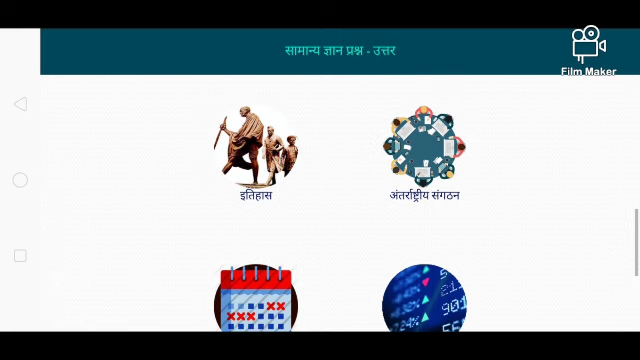 सामान्य ज्ञान प्रश्न - उत्तर
Film Maker
इतिहास
अंतर्राष्ट्रीय संगठन